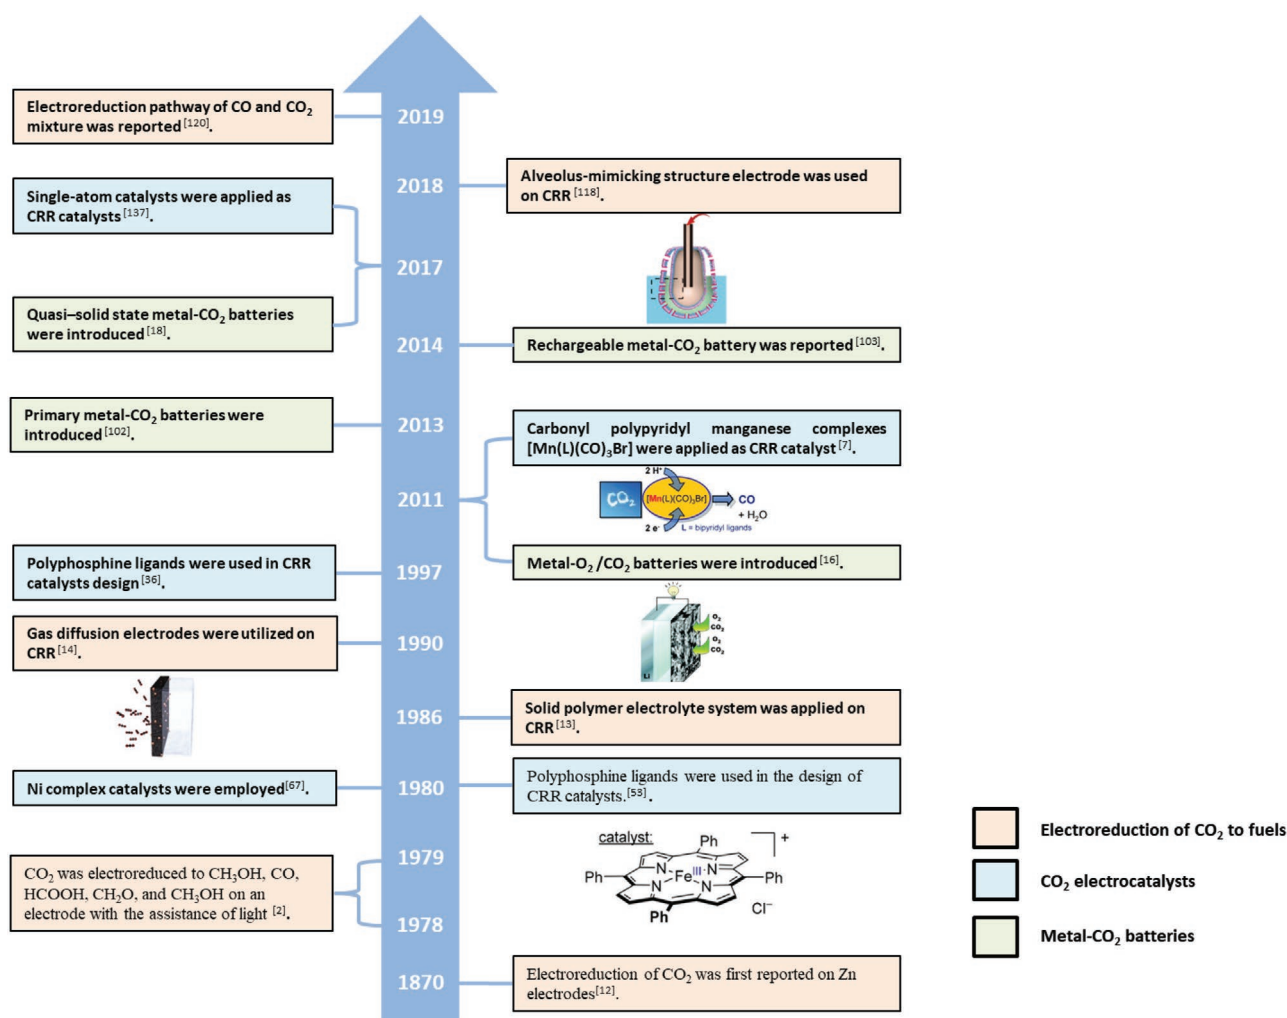 2019
Electroreduction pathway of CO and CO₂
mixture was reported[120].
2018
Alveolus-mimicking structure electrode was used
on CRR[118].
Single-atom catalysts were applied as
CRR catalysts[137].
2017
Quasi–solid state metal-CO₂ batteries
were introduced[18].
2014
Rechargeable metal-CO₂ battery was reported[103].
2013
Primary metal-CO₂ batteries were
introduced[102].
Carbonyl polypyridyl manganese complexes
[Mn(L)(CO)₃Br] were applied as CRR catalyst[7].
2011
2 H⁺
CO₂
[Mn(L)(CO)₃Br]
CO
+ H₂O
2 e⁻
L = bipyridyl ligands
Metal-O₂ /CO₂ batteries were introduced[16].
Polyphosphine ligands were used in CRR
catalysts design[36].
1997
O₂
CO₂
O₂
CO₂
Li
Gas diffusion electrodes were utilized on
CRR[14].
1990
Solid polymer electrolyte system was applied on
CRR[13].
1986
Ni complex catalysts were employed[67].
1980
Polyphosphine ligands were used in the design of
CRR catalysts.[53].
catalyst:
Ph
+
N
N
Ph
Fe
III
Ph
N
N
Ph
Cl⁻
1979
CO₂ was electroreduced to CH₃OH, CO,
HCOOH, CH₂O, and CH₃OH on an
electrode with the assistance of light [2].
1978
1870
Electroreduction of CO₂ was first reported on Zn
electrodes[12].
Electroreduction of CO₂ to fuels
CO₂ electrocatalysts
Metal-CO₂ batteries